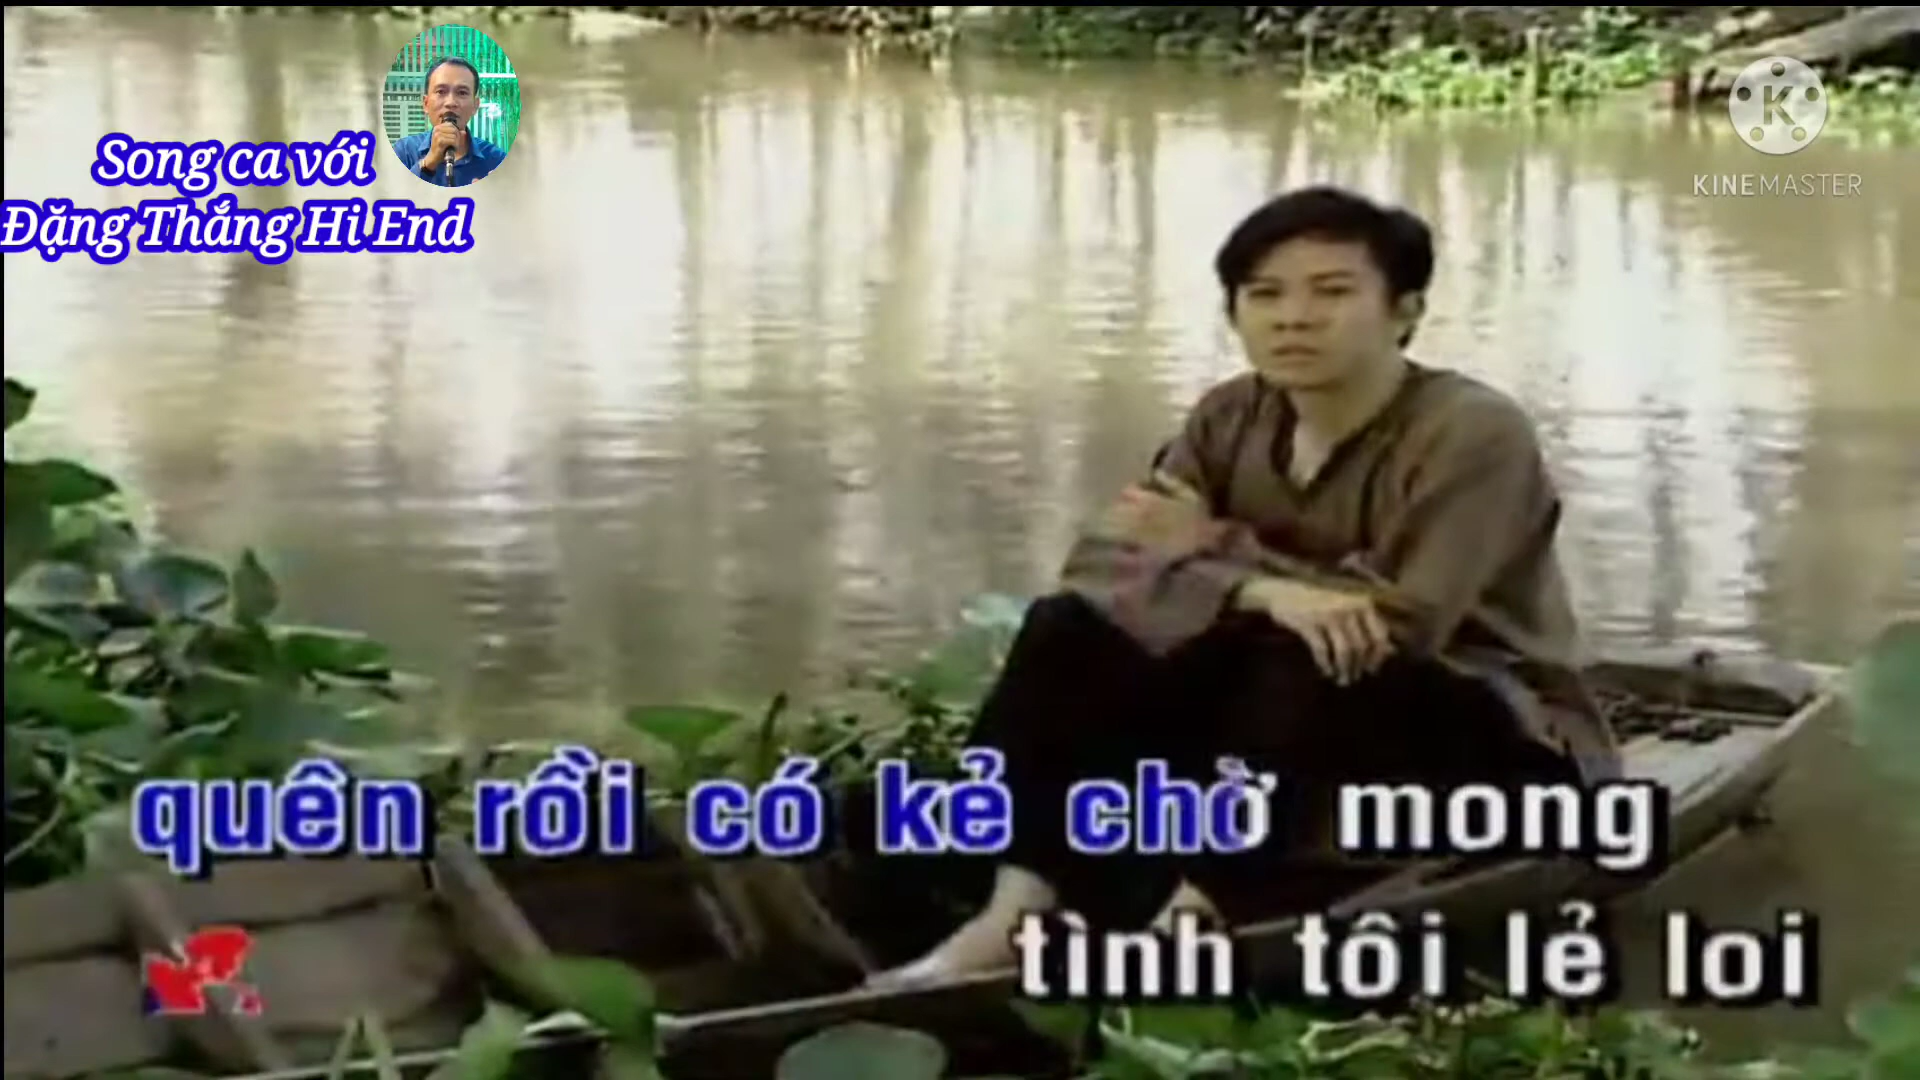 Song ca với
Đặng Thắng Hi End
K
KINEMASTER
quên rồi có kẻ chờ mong
tình tôi lẻ loi